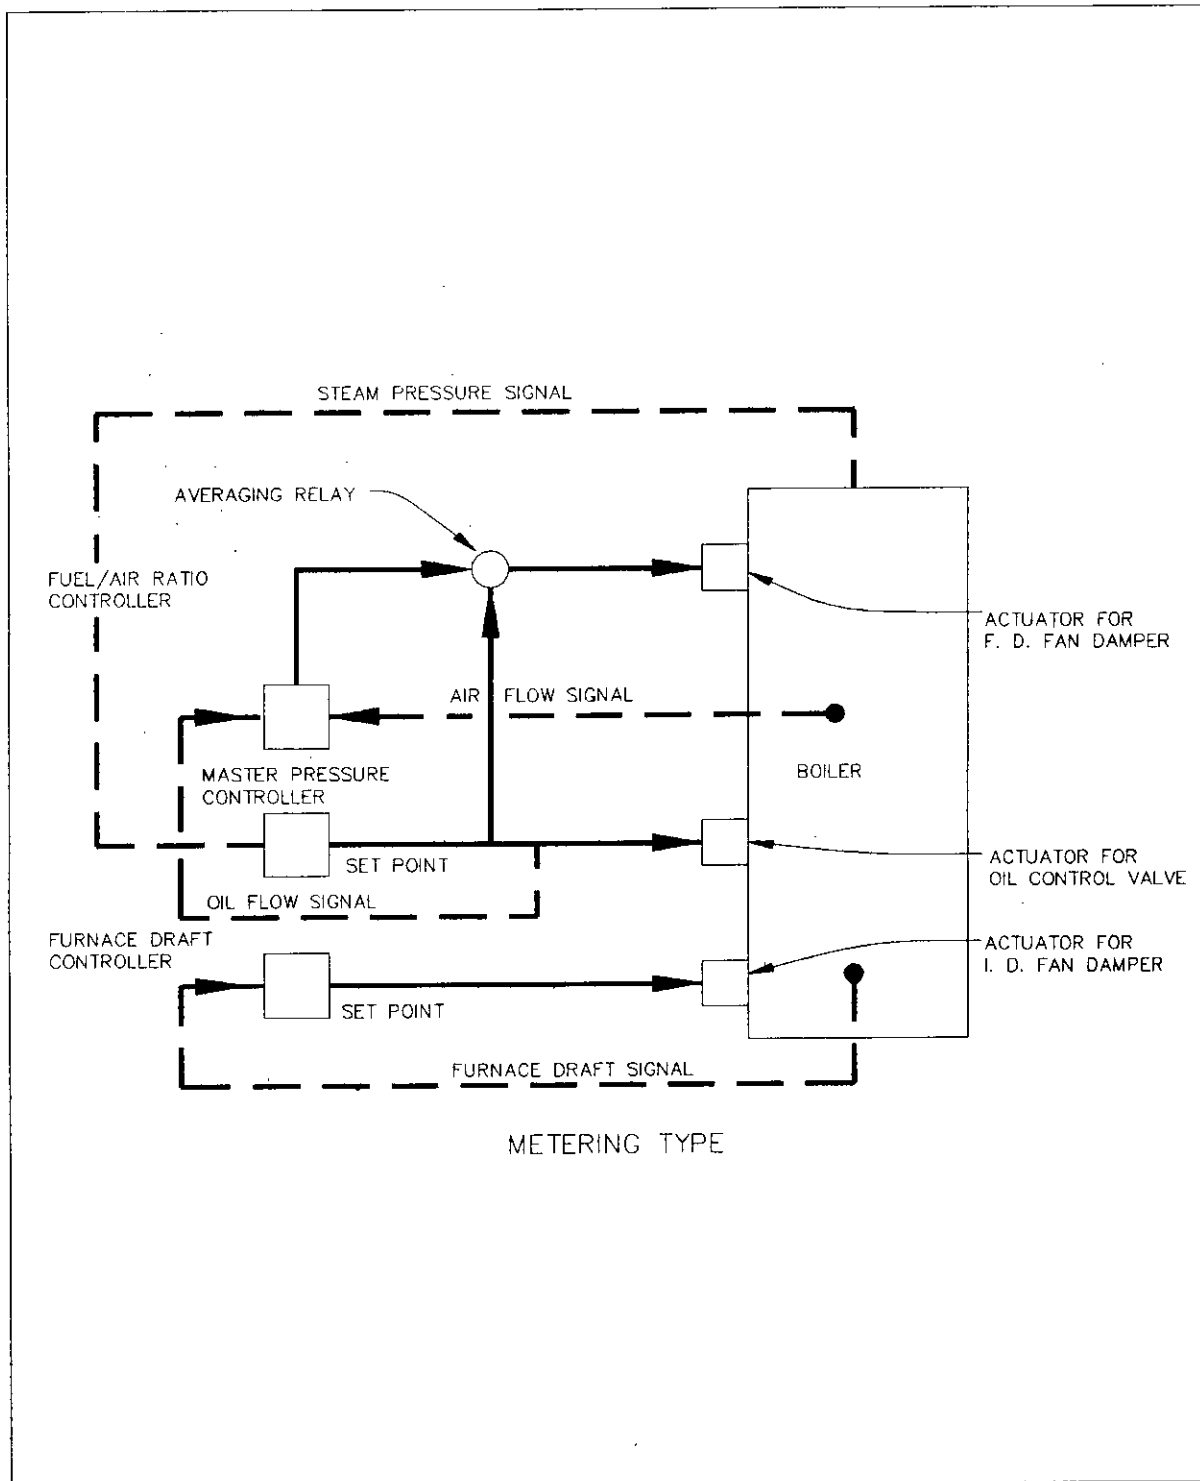 STEAM PRESSURE SIGNAL
AVERAGING RELAY
FUEL/AIR RATIO
CONTROLLER
ACTUATOR FOR
F. D. FAN DAMPER
AIR FLOW SIGNAL
MASTER PRESSURE
CONTROLLER
BOILER
SET POINT
ACTUATOR FOR
OIL CONTROL VALVE
OIL FLOW SIGNAL
FURNACE DRAFT
CONTROLLER
ACTUATOR FOR
I. D. FAN DAMPER
SET POINT
FURNACE DRAFT SIGNAL
METERING TYPE